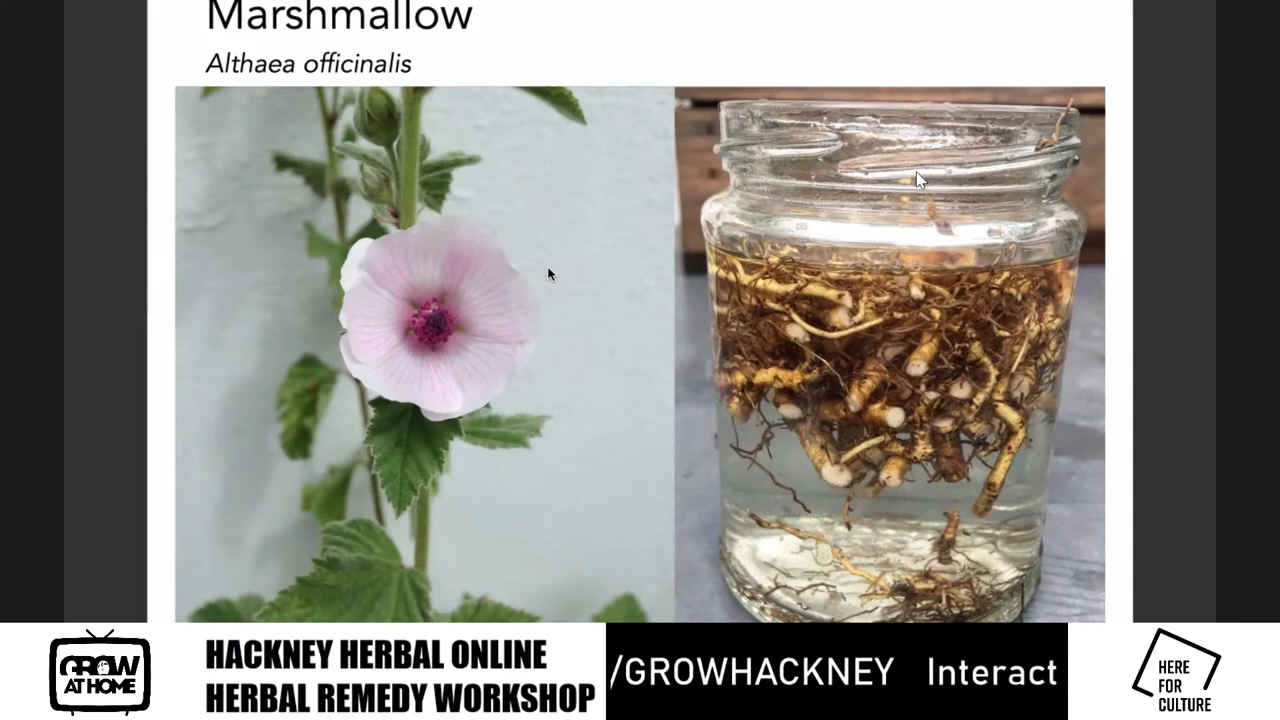 Marshmallow
Althaea officinalis
GROW
AT HOME
HACKNEY HERBAL ONLINE
HERBAL REMEDY WORKSHOP
/GROWHACKNEY Interact
HERE
FOR
CULTURE